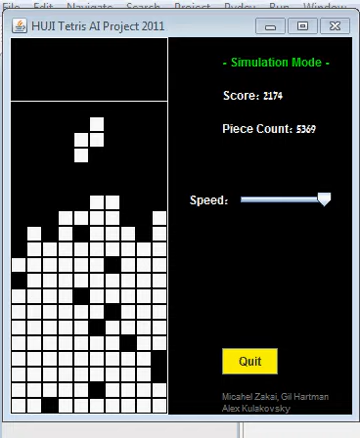 File Edit Navigate Search Project Pydev Run Window
HUJI Tetris AI Project 2011
- Simulation Mode -
Score: 2174
Piece Count: 5369
Speed:
Quit
Micahel Zakai, Gil Hartman
Alex Kulakovsky